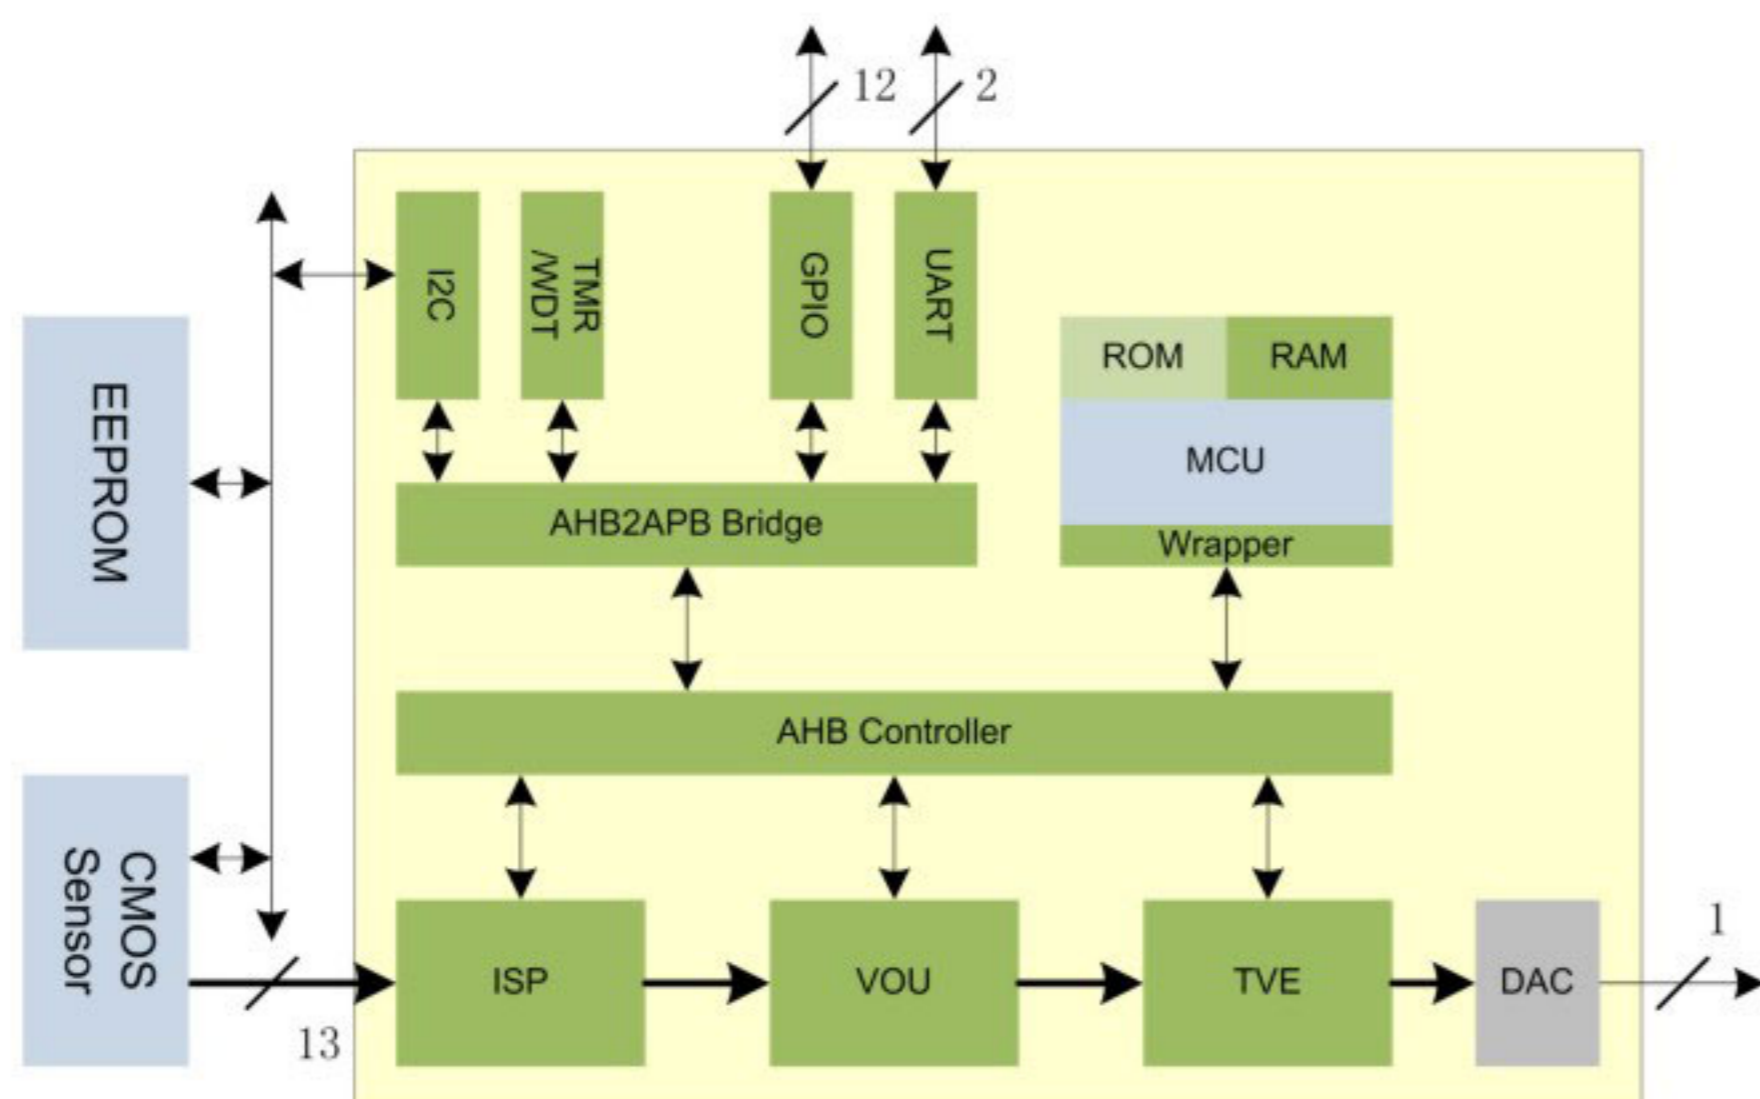 12
2
I2C
TMR
/WDT
GPIO
UART
ROM
RAM
EEPROM
MCU
AHB2APB Bridge
Wrapper
AHB Controller
CMOS
Sensor
ISP
VOU
TVE
DAC
1
13